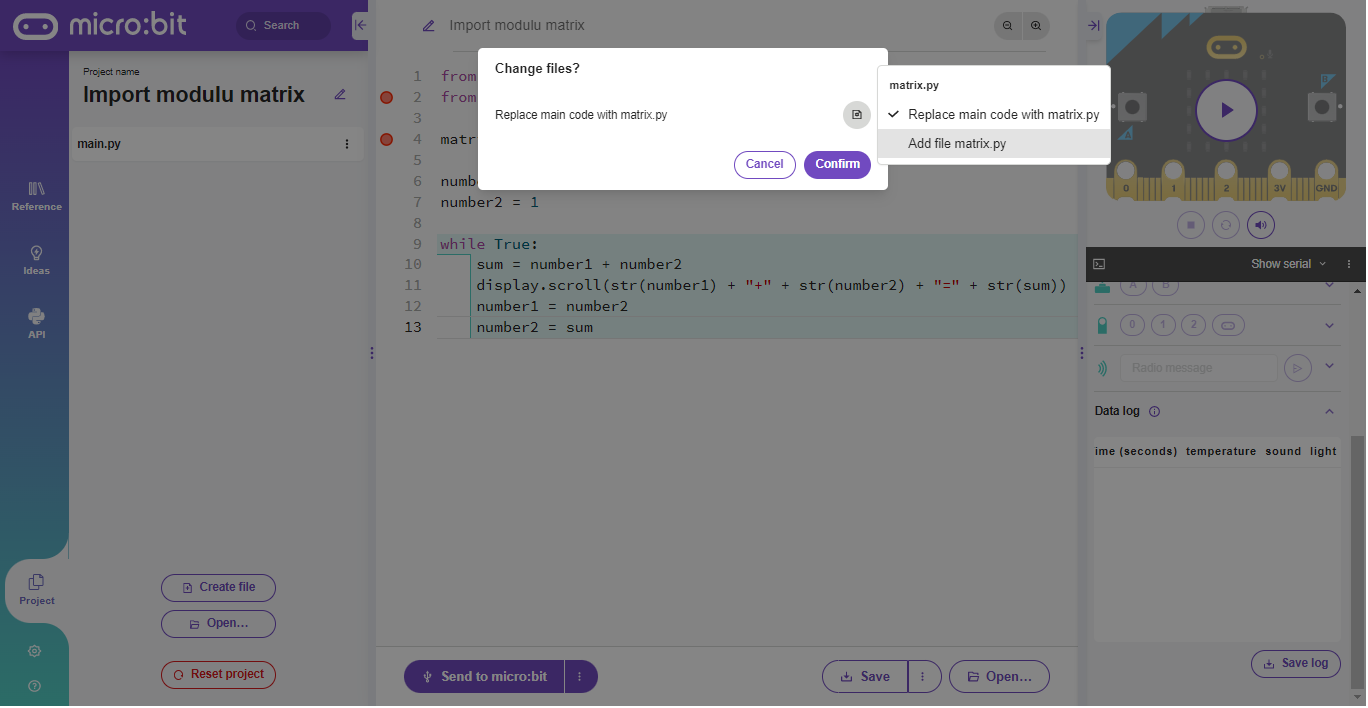 micro:bit
Search
Project name
Import modulu matrix
main.py
Reference
Ideas
API
Project
Create file
Open...
Reset project
Import modulu matrix
1 from
2 from
3
4 matr
5
6 numb
7 number2 = 1
8
9 while True:
10 sum = number1 + number2
11 display.scroll(str(number1) + "+" + str(number2) + "=" + str(sum))
12 number1 = number2
13 number2 = sum
Change files?
Replace main code with matrix.py
Cancel
Confirm
matrix.py
Replace main code with matrix.py
Add file matrix.py
Send to micro:bit
Save
Open...
B
A
0 1 2 3V GND
Show serial
A B
0 1 2
Radio message
Data log
ime (seconds) temperature sound light
Save log